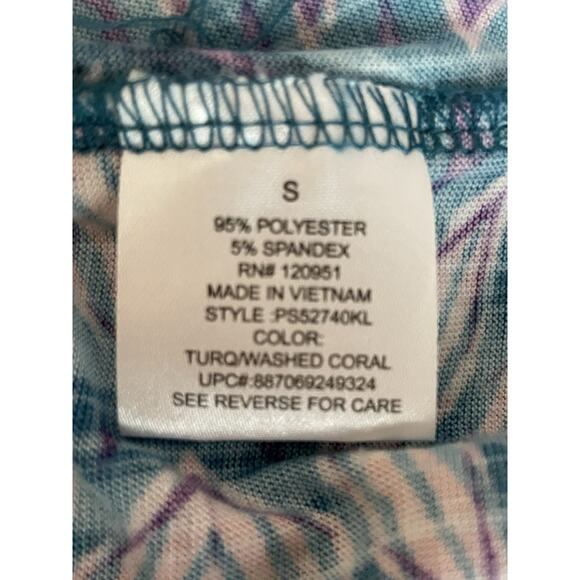 S
95% POLYESTER
5% SPANDEX
RN# 120951
MADE IN VIETNAM
STYLE :PS52740KL
COLOR:
TURQ/WASHED CORAL
UPC#:887069249324
SEE REVERSE FOR CARE